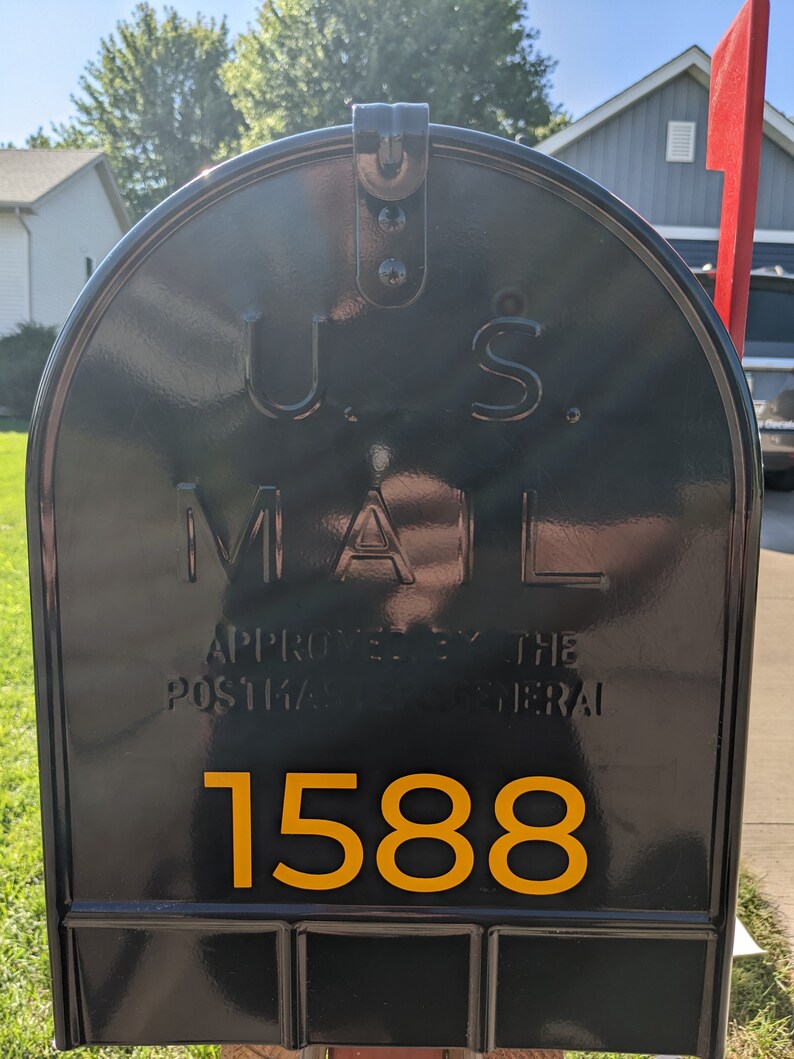 U. S.
MAIL
APPROVED BY THE
POSTMASTER GENERAL
1588